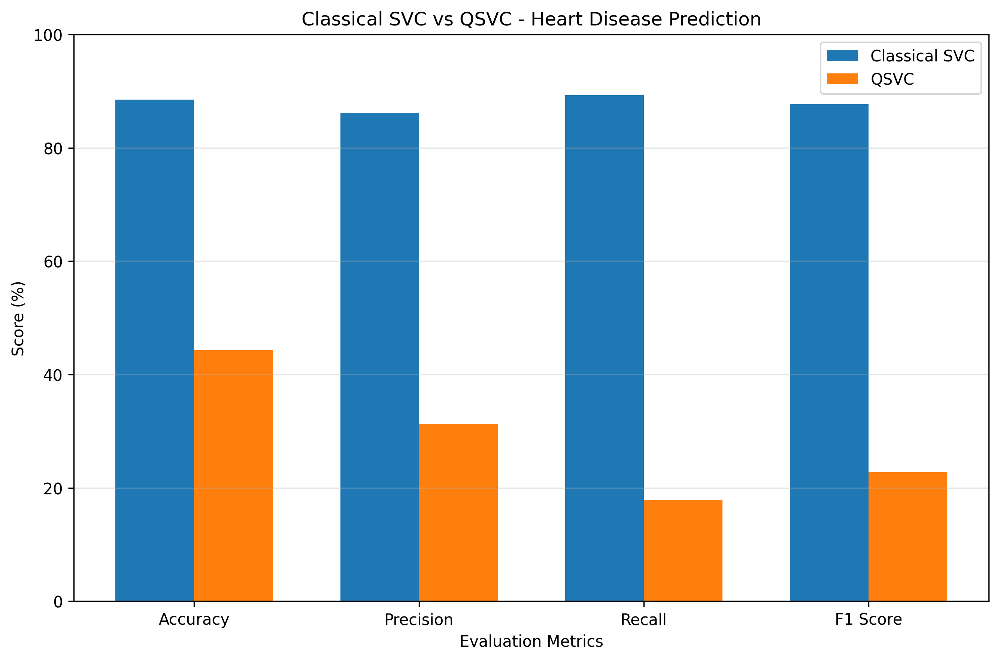 Classical SVC vs QSVC - Heart Disease Prediction
Classical SVC
QSVC
Score (%)
100
80
60
40
20
0
Accuracy
Precision
Recall
F1 Score
Evaluation Metrics